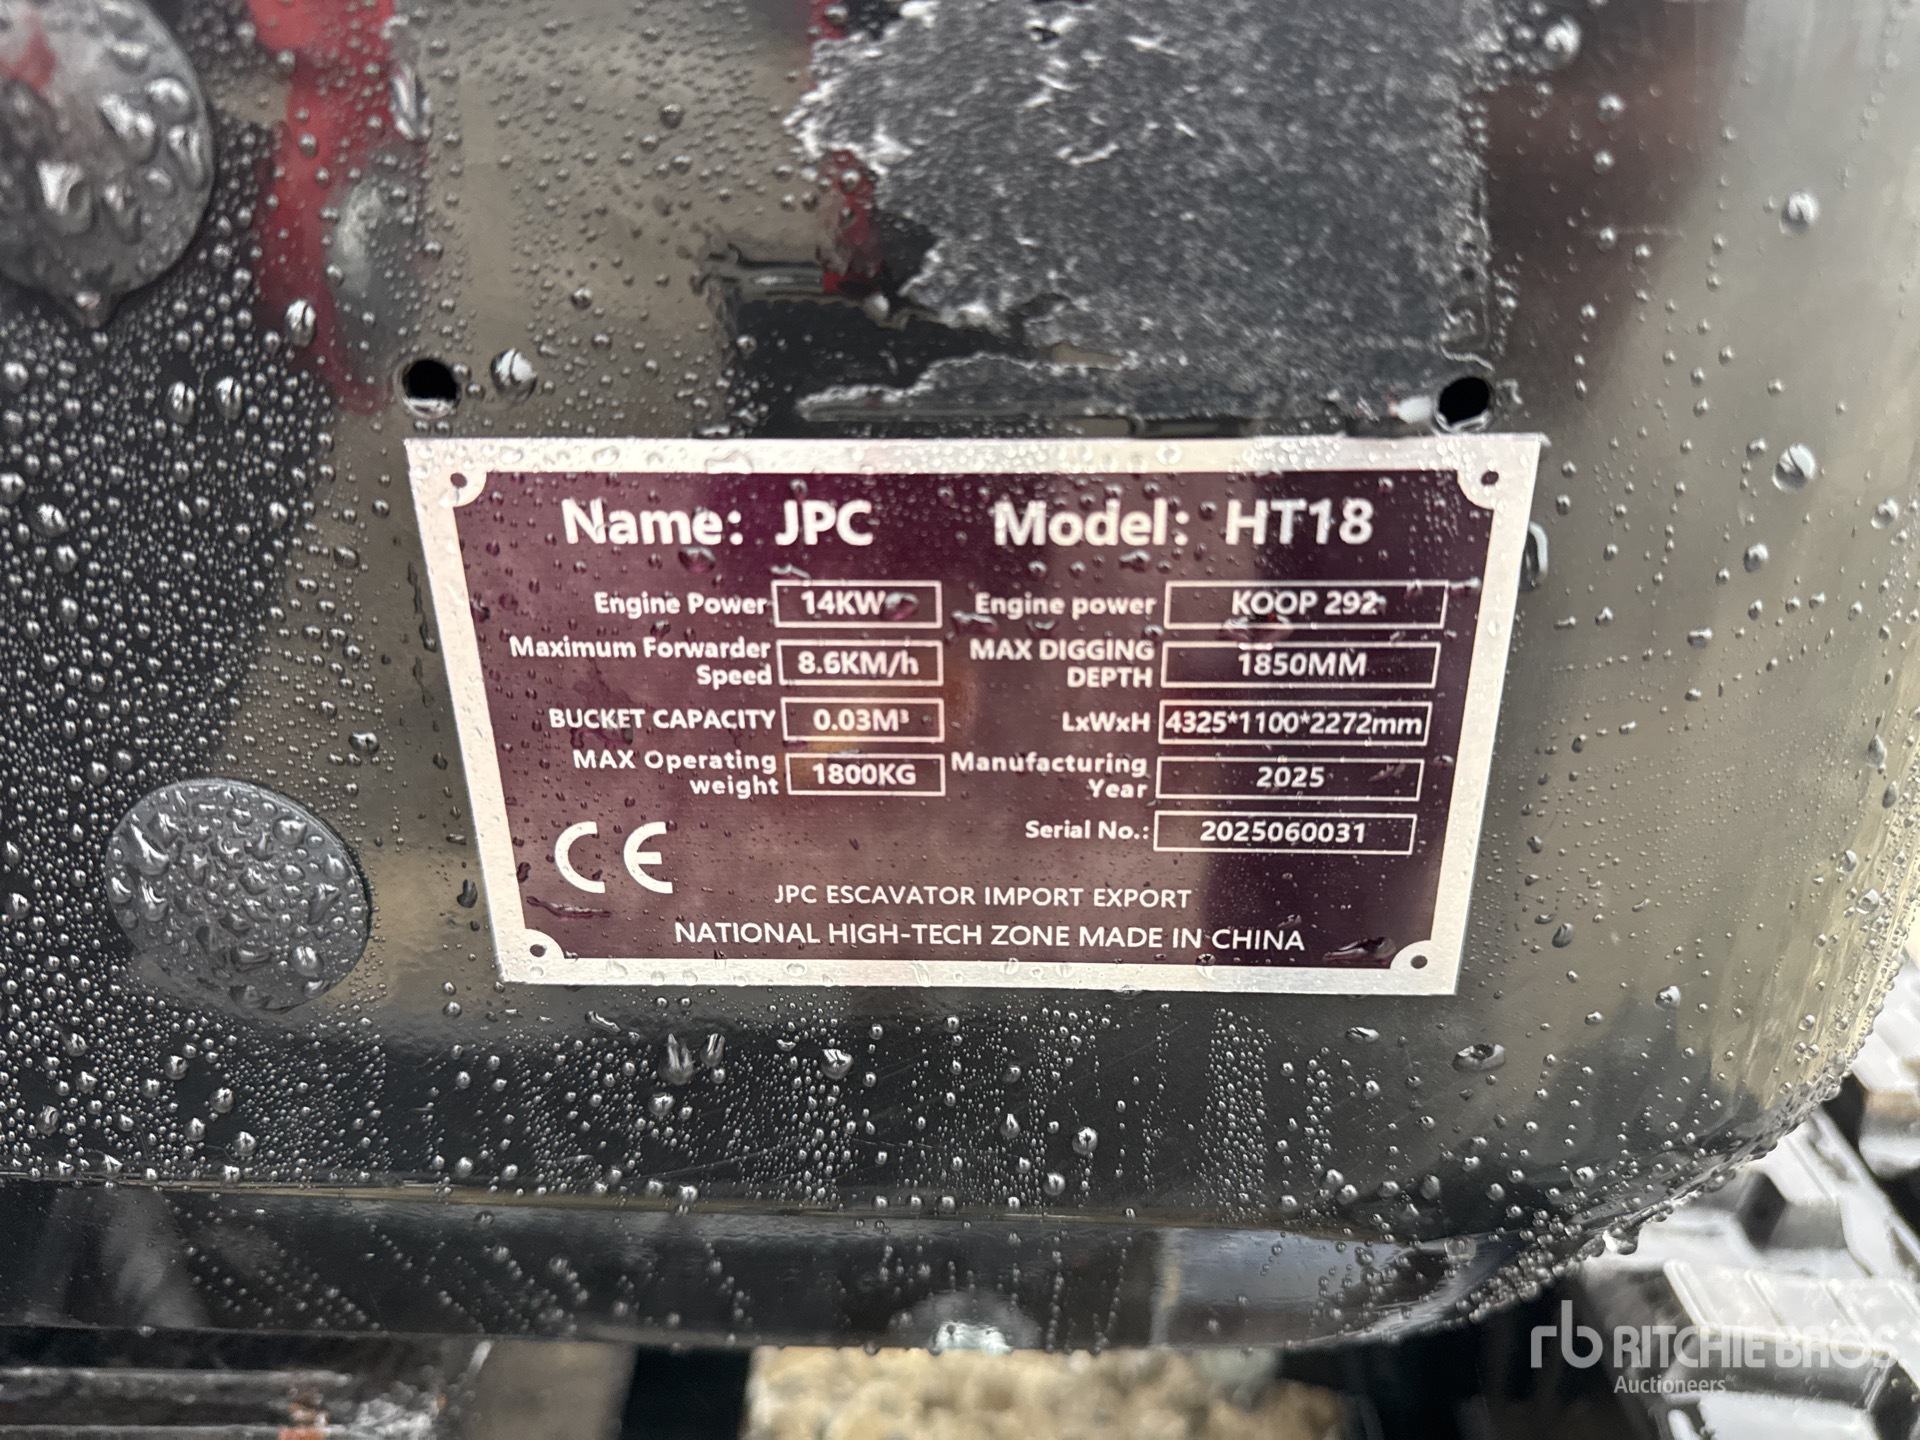 Name: JPC Model: HT18
Engine Power 14KW Engine power KOOP 292
Maximum Forwarder Speed 8.6KM/h MAX DIGGING DEPTH 1850MM
BUCKET CAPACITY 0.03M³ LxWxH 4325*1100*2272mm
MAX Operating weight 1800KG Manufacturing Year 2025
Serial No.: 2025060031
CE
JPC ESCAVATOR IMPORT EXPORT
NATIONAL HIGH-TECH ZONE MADE IN CHINA
rb RITCHIE BROS
Auctioneers